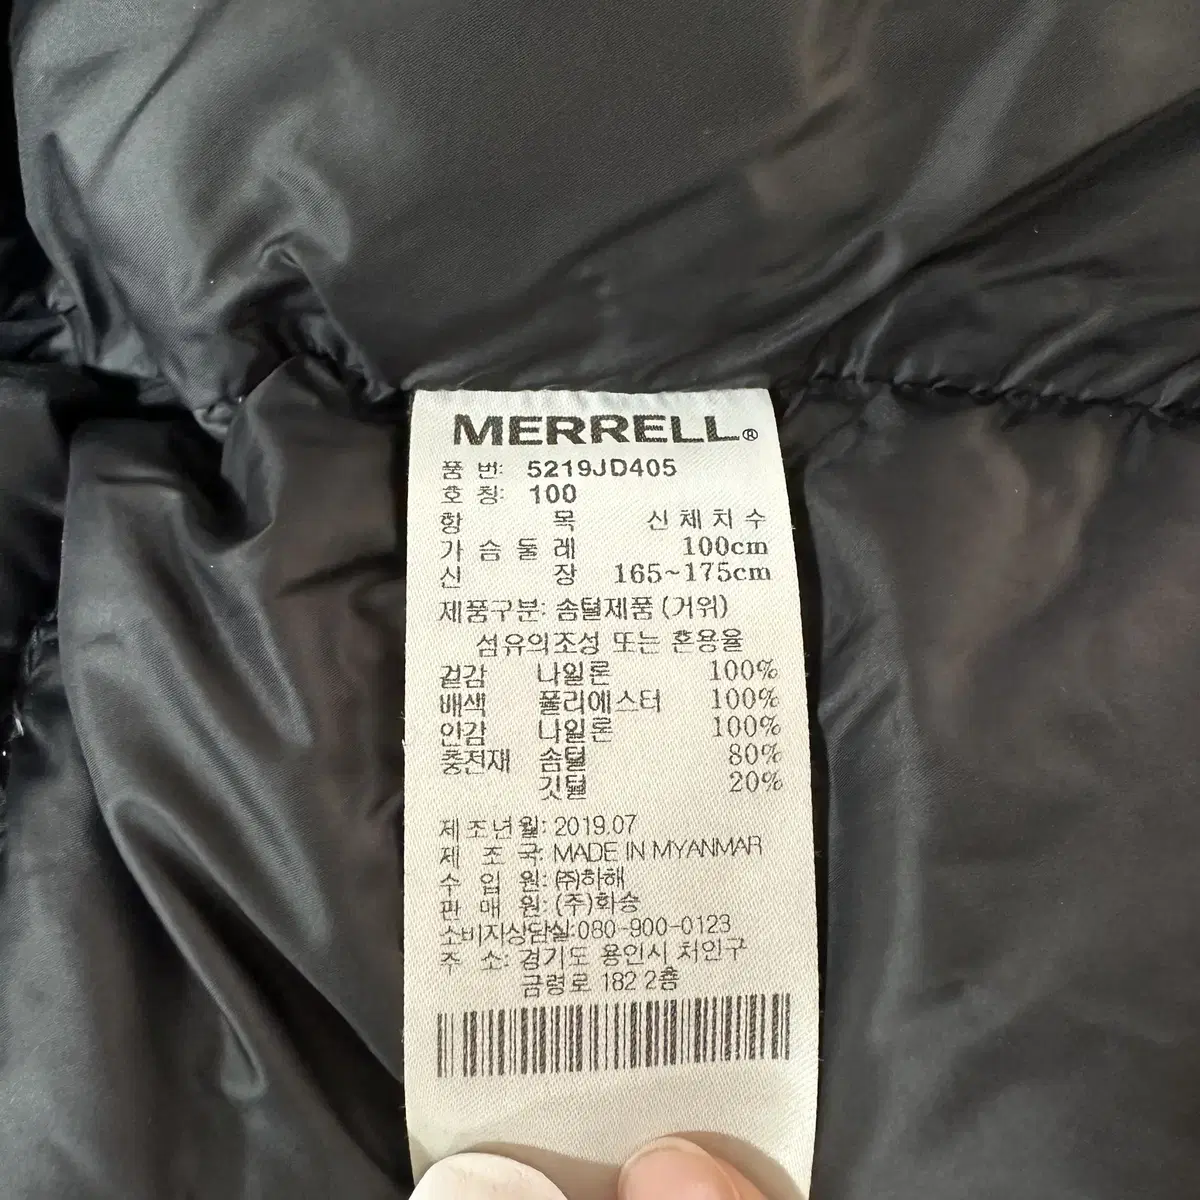 MERRELL®
품 번: 5219JD405
호 칭: 100
항 목 신 체 치 수
가 슴 둘 레 100cm
신 장 165~175cm
제품구분: 솜털제품 (거위)
섬유의조성 또는 혼용율
겉감 나일론 100%
배색 폴리에스터 100%
안감 나일론 100%
충전재 솜털 80%
깃털 20%
제조년월: 2019.07
제 조 국: MADE IN MYANMAR
수 입 원: ㈜하해
판 매 원: (주)화승
소비자상담실:080-900-0123
주 소: 경기도 용인시 처인구
금령로 182 2층